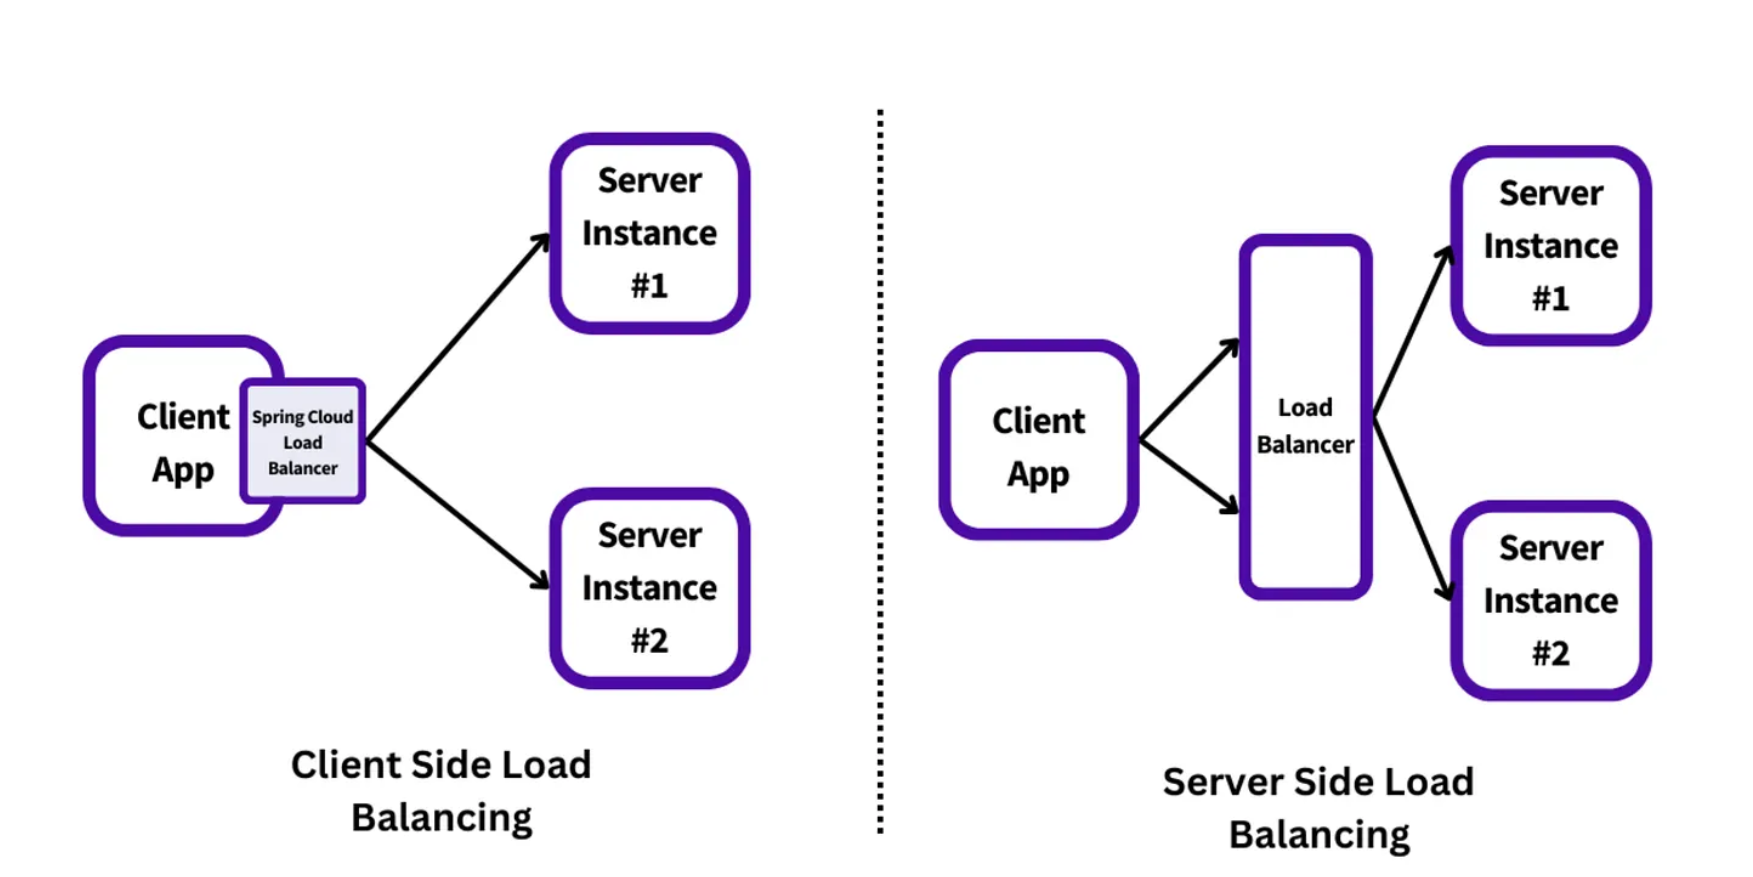 Server
Instance
#1
Client
App
Spring Cloud
Load
Balancer
Server
Instance
#2
Client Side Load
Balancing
Server
Instance
#1
Client
App
Load
Balancer
Server
Instance
#2
Server Side Load
Balancing